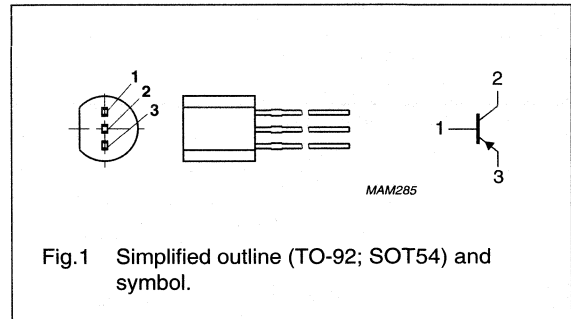 1
2
3
2
1
3
MAM285
Fig.1 Simplified outline (TO-92; SOT54) and
symbol.